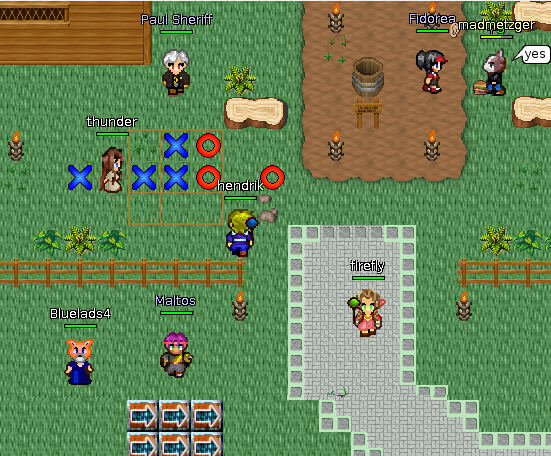 Paul Sheriff
Fidorea
madmetzger
yes
thunder
hendrik
firefly
Bluelads4
Maltos